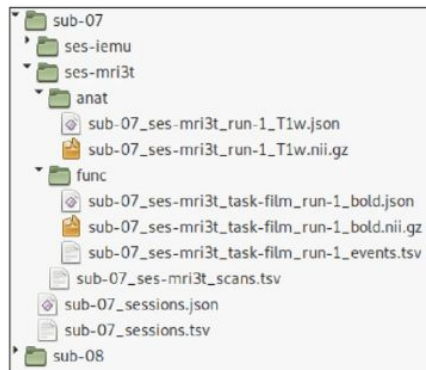 sub-07
ses-iemu
ses-mri3t
anat
sub-07_ses-mri3t_run-1_T1w.json
sub-07_ses-mri3t_run-1_T1w.nii.gz
func
sub-07_ses-mri3t_task-film_run-1_bold.json
sub-07_ses-mri3t_task-film_run-1_bold.nii.gz
sub-07_ses-mri3t_task-film_run-1_events.tsv
sub-07_ses-mri3t_scans.tsv
sub-07_sessions.json
sub-07_sessions.tsv
sub-08